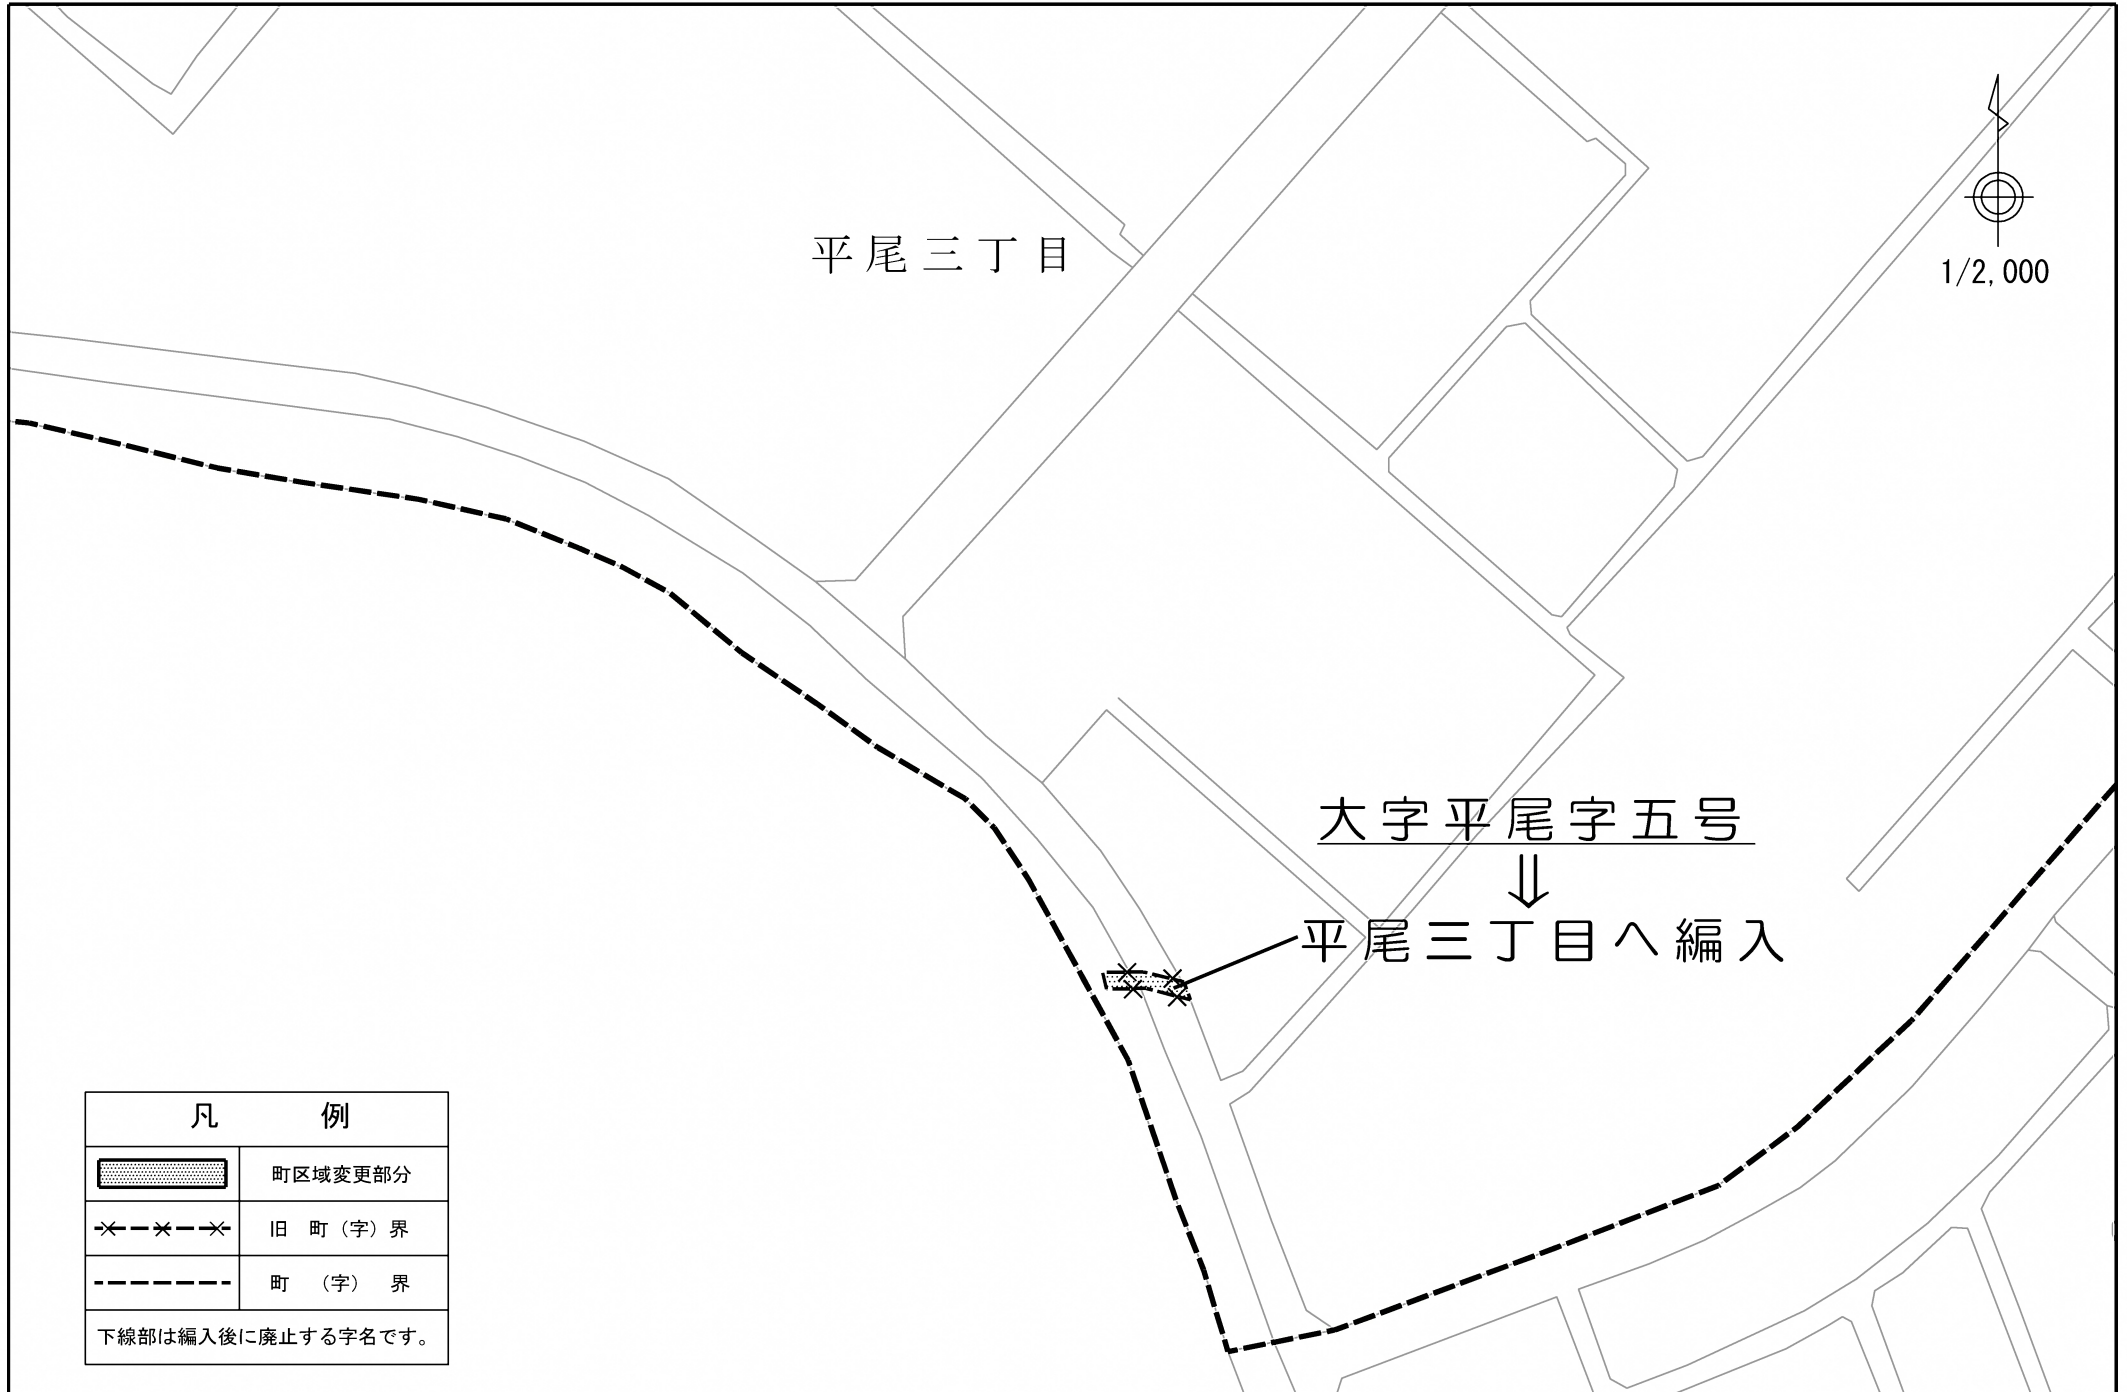 平尾三丁目
1/2,000
大字平尾字五号
⇓
平尾三丁目へ編入
凡例
町区域変更部分
旧 町（字）界
町 （字） 界
下線部は編入後に廃止する字名です。